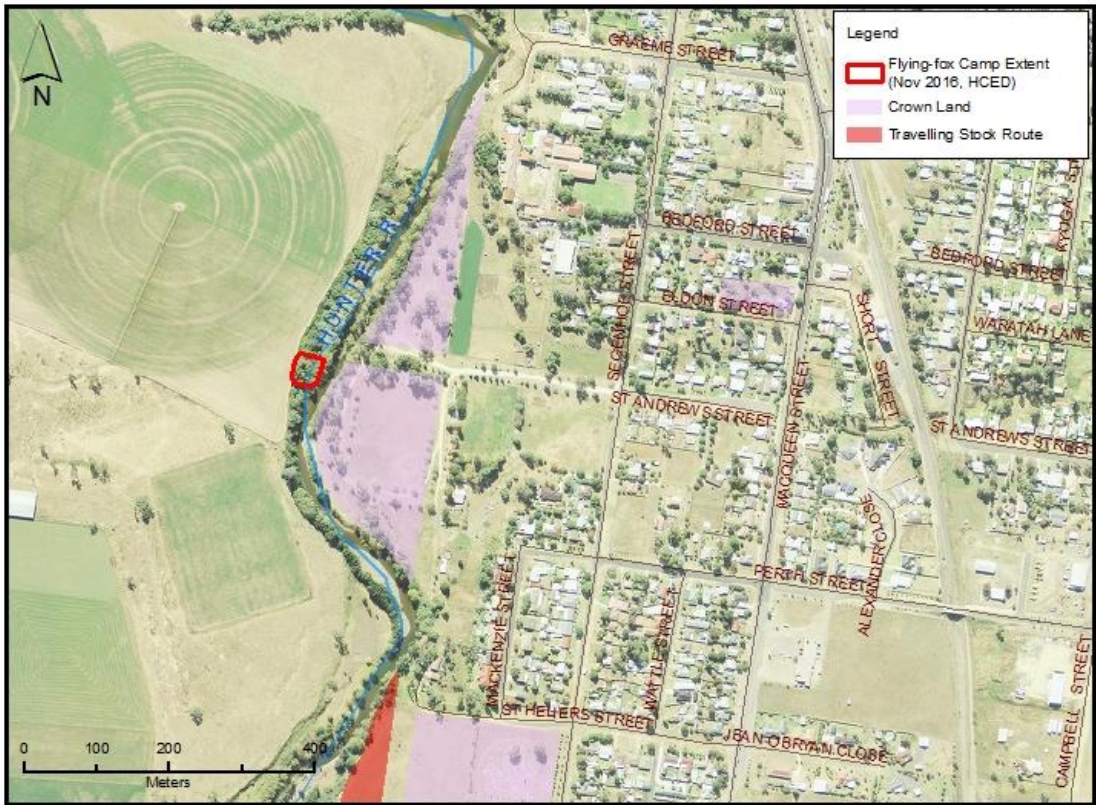 Legend
Flying-fox Camp Extent
(Nov 2016, HCED)
Crown Land
Travelling Stock Route
N
GRAEME STREET
HUNTER R
BEDFORD STREET
SEGENHOE STREET
ELDON STREET
SHORT STREET
BEDFORD STREET
WARATAH LANE
ST ANDREWS STREET
MACQUEEN STREET
ST ANDREWS STREET
ALEXANDER CLOSE
PERTH STREET
MACKENZIE STREET
WATTLE STREET
ST HELIERS STREET
JEAN OBRYAN CLOSE
CAMPBELL STREET
0 100 200 400
Meters